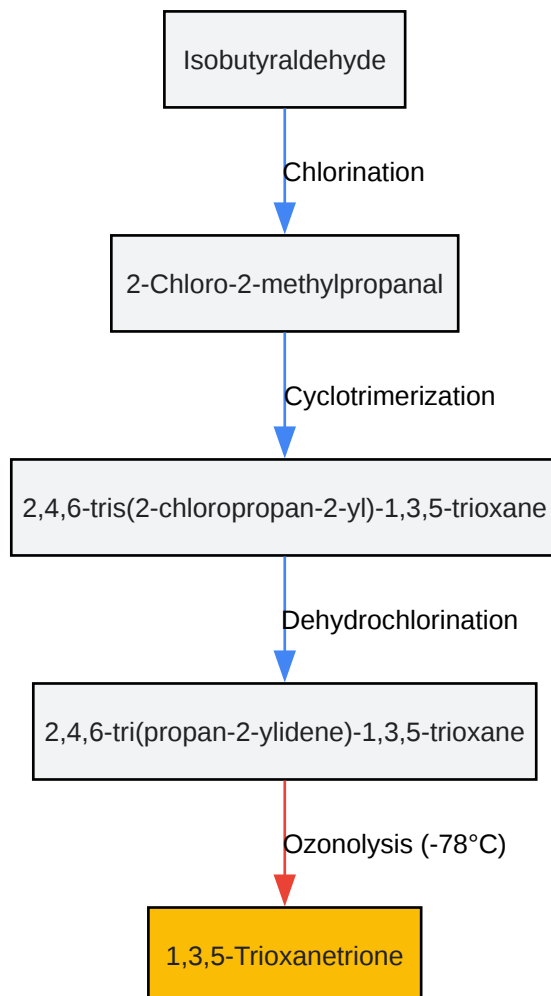 Isobutyraldehyde
Chlorination
2-Chloro-2-methylpropanal
Cyclotrimerization
2,4,6-tris(2-chloropropan-2-yl)-1,3,5-trioxane
Dehydrochlorination
2,4,6-tri(propan-2-ylidene)-1,3,5-trioxane
Ozonolysis (-78°C)
1,3,5-Trioxanetrione